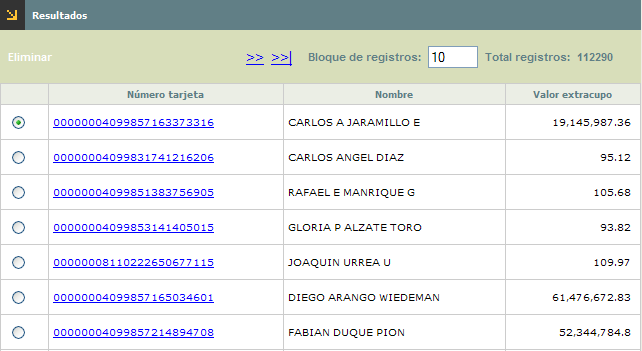 Resultados
Eliminar >> >>| Bloque de registros: 10 Total registros: 112290
Número tarjeta Nombre Valor extracupo
0000000409985716337​3316 CARLOS A JARAMILLO E 19,145,987.36
00000004099831741216206 CARLOS ANGEL DIAZ 95.12
00000004099851383756905 RAFAEL E MANRIQUE G 105.68
00000004099853141405015 GLORIA P ALZATE TORO 93.82
00000008110222650677115 JOAQUIN URREA U 109.97
00000004099857165034601 DIEGO ARANGO WIEDEMAN 61,476,672.83
00000004099857214894708 FABIAN DUQUE PION 52,344,784.8